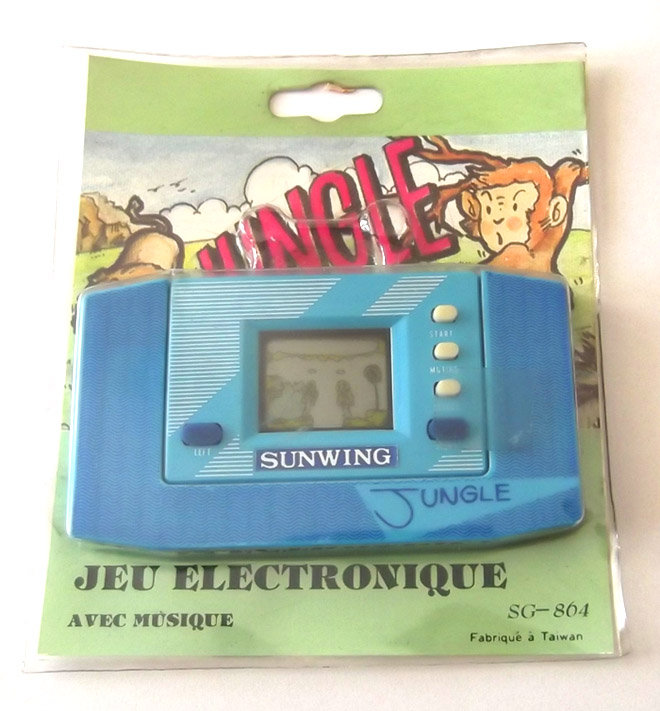 JUNGLE
START
LEFT
SUNWING
JUNGLE
JEU ELECTRONIQUE
AVEC MUSIQUE
SG-864
Fabriqué à Taiwan